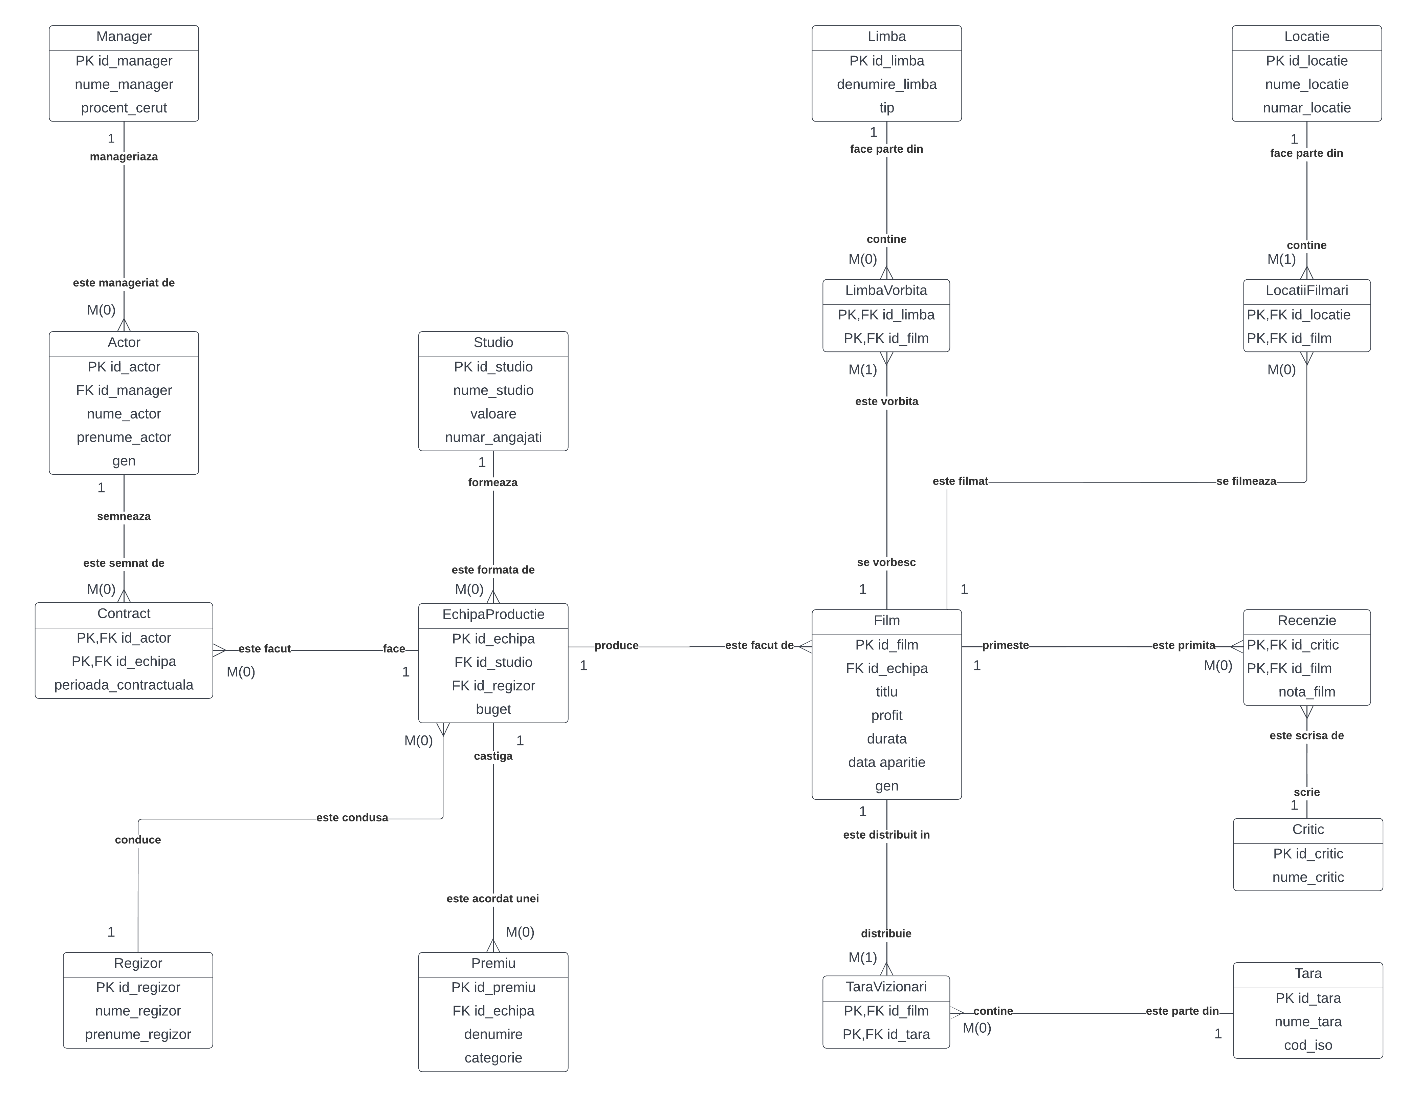 Manager
PK id_manager
nume_manager
procent_cerut
1
manageriaza
este manageriat de
M(0)
Actor
PK id_actor
FK id_manager
nume_actor
prenume_actor
gen
1
semneaza
este semnat de
M(0)
Contract
PK,FK id_actor
PK,FK id_echipa
perioada_contractuala
este facut
face
M(0)
1
Studio
PK id_studio
nume_studio
valoare
numar_angajati
1
formeaza
este formata de
M(0)
EchipaProductie
PK id_echipa
FK id_studio
FK id_regizor
buget
M(0)
1
castiga
este condusa
conduce
1
Regizor
PK id_regizor
nume_regizor
prenume_regizor
este acordat unei
M(0)
Premiu
PK id_premiu
FK id_echipa
denumire
categorie
produce
este facut de
1
Limba
PK id_limba
denumire_limba
tip
1
face parte din
contine
M(0)
LimbaVorbita
PK,FK id_limba
PK,FK id_film
M(1)
este vorbita
se vorbesc
1
Locatie
PK id_locatie
nume_locatie
numar_locatie
1
face parte din
contine
M(1)
LocatiiFilmari
PK,FK id_locatie
PK,FK id_film
M(0)
este filmat
se filmeaza
1
Film
PK id_film
FK id_echipa
titlu
profit
durata
data aparitie
gen
primeste
este primita
1
M(0)
Recenzie
PK,FK id_critic
PK,FK id_film
nota_film
este scrisa de
scrie
1
Critic
PK id_critic
nume_critic
1
este distribuit in
distribuie
M(1)
TaraVizionari
PK,FK id_film
PK,FK id_tara
contine
este parte din
M(0)
1
Tara
PK id_tara
nume_tara
cod_iso